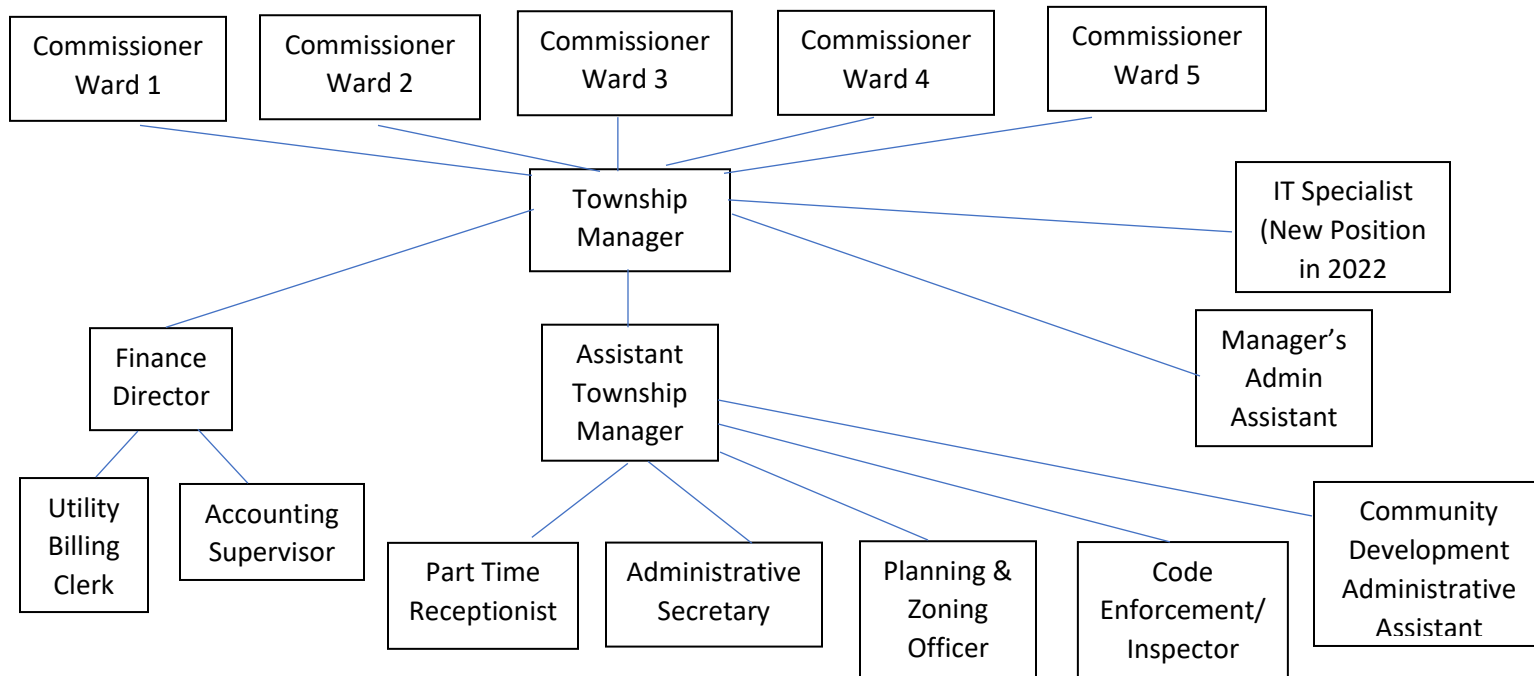 Commissioner
Ward 1
Commissioner
Ward 2
Commissioner
Ward 3
Commissioner
Ward 4
Commissioner
Ward 5
Township
Manager
IT Specialist
(New Position
in 2022
Finance
Director
Assistant
Township
Manager
Manager’s
Admin
Assistant
Utility
Billing
Clerk
Accounting
Supervisor
Part Time
Receptionist
Administrative
Secretary
Planning &
Zoning
Officer
Code
Enforcement/
Inspector
Community
Development
Administrative
Assistant